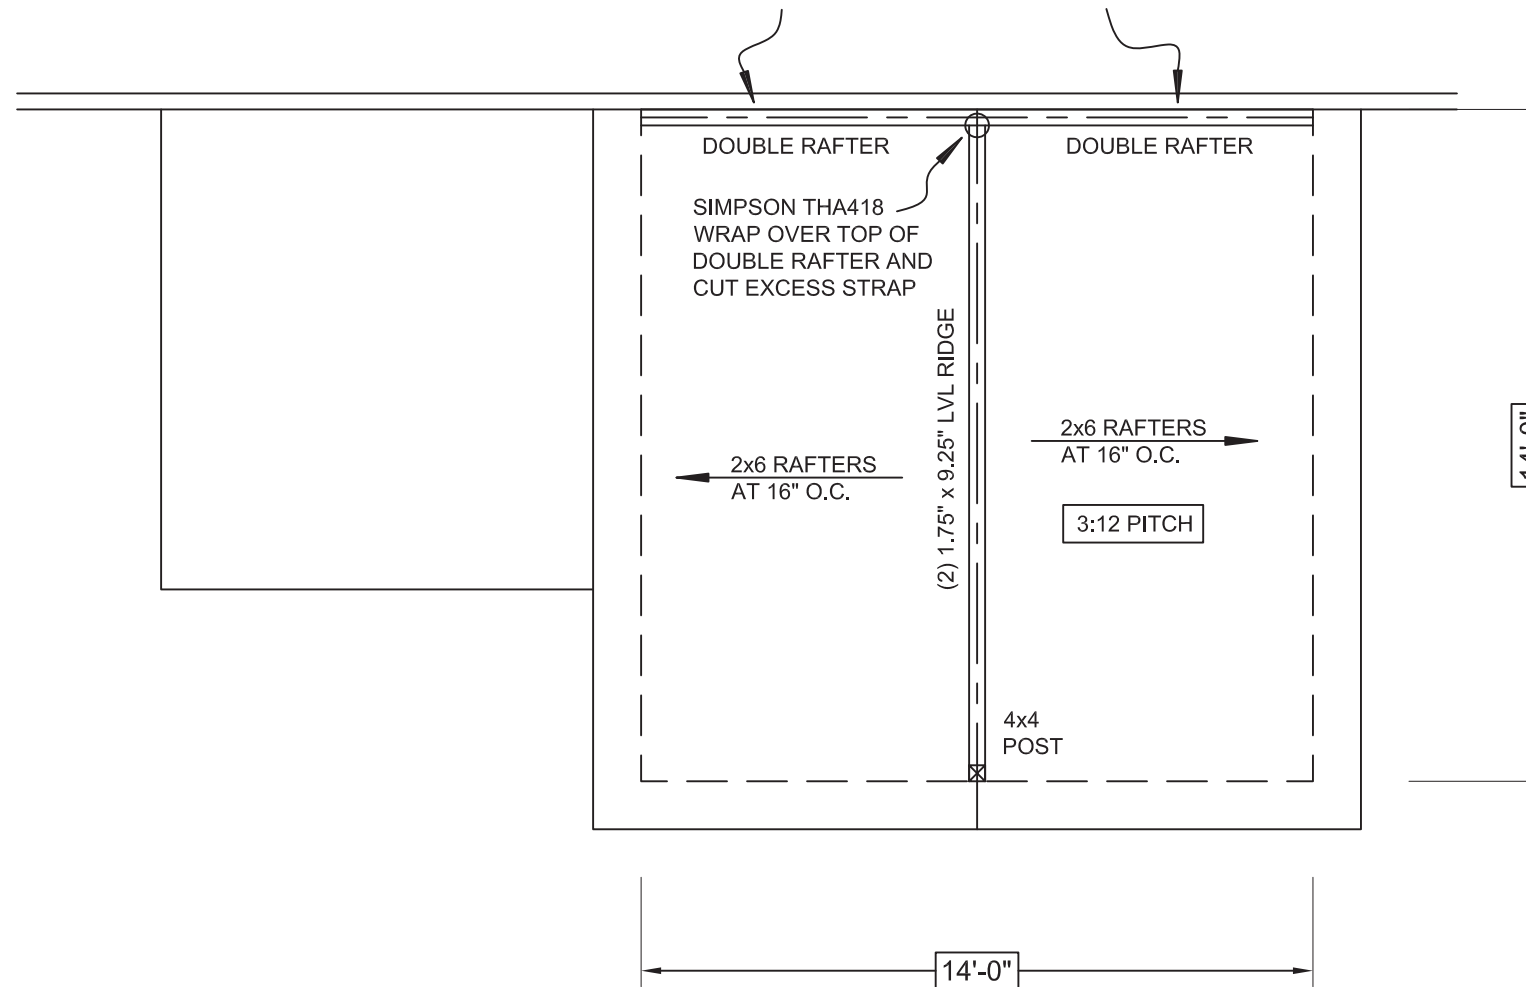 DOUBLE RAFTER
DOUBLE RAFTER
SIMPSON THA418
WRAP OVER TOP OF
DOUBLE RAFTER AND
CUT EXCESS STRAP
(2) 1.75" x 9.25" LVL RIDGE
2x6 RAFTERS
AT 16" O.C.
2x6 RAFTERS
AT 16" O.C.
3:12 PITCH
4x4
POST
14'-0"